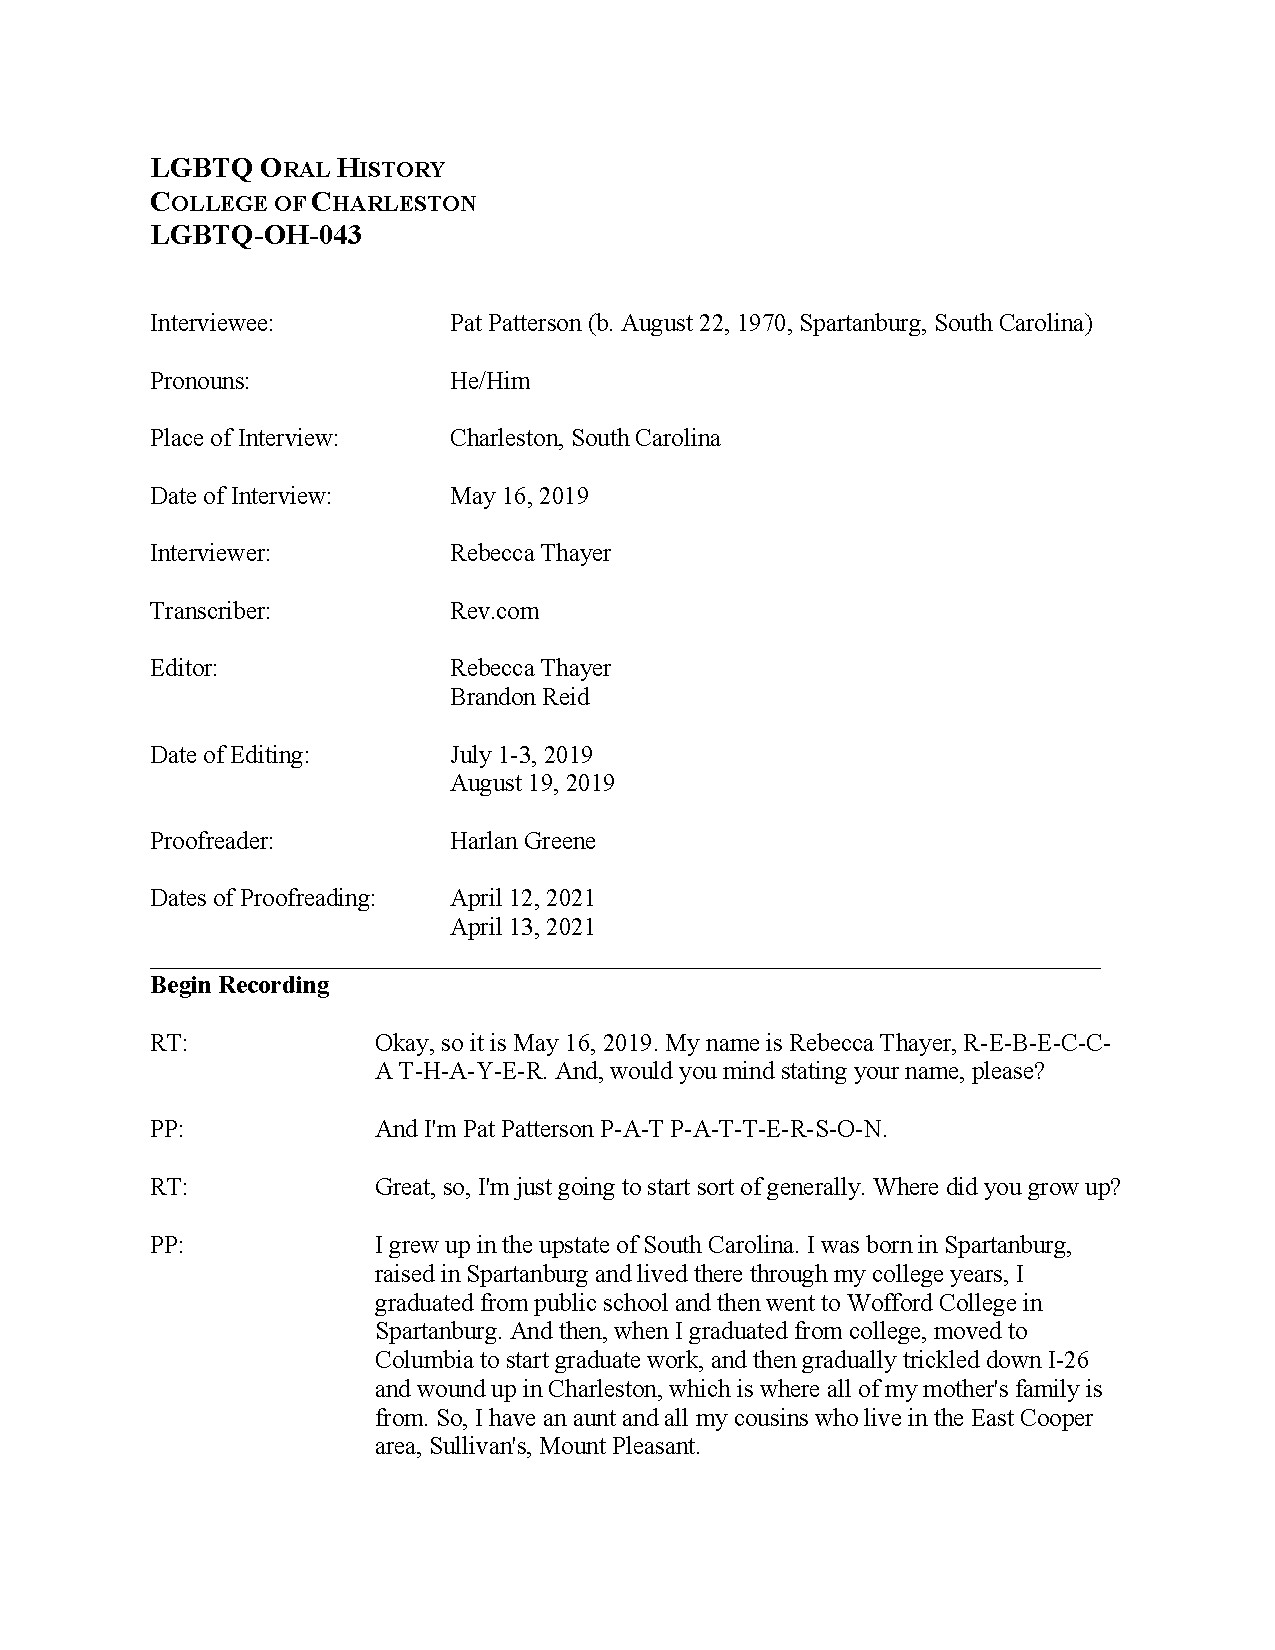 LGBTQ ORAL HISTORY
COLLEGE OF CHARLESTON
LGBTQ-OH-043
Interviewee: Pat Patterson (b. August 22, 1970, Spartanburg, South Carolina)
Pronouns: He/Him
Place of Interview: Charleston, South Carolina
Date of Interview: May 16, 2019
Interviewer: Rebecca Thayer
Transcriber: Rev.com
Editor: Rebecca Thayer
Brandon Reid
Date of Editing: July 1-3, 2019
August 19, 2019
Proofreader: Harlan Greene
Dates of Proofreading: April 12, 2021
April 13, 2021
Begin Recording
RT: Okay, so it is May 16, 2019. My name is Rebecca Thayer, R-E-B-E-C-C-
A T-H-A-Y-E-R. And, would you mind stating your name, please?
PP: And I'm Pat Patterson P-A-T P-A-T-T-E-R-S-O-N.
RT: Great, so, I'm just going to start sort of generally. Where did you grow up?
PP: I grew up in the upstate of South Carolina. I was born in Spartanburg,
raised in Spartanburg and lived there through my college years, I
graduated from public school and then went to Wofford College in
Spartanburg. And then, when I graduated from college, moved to
Columbia to start graduate work, and then gradually trickled down I-26
and wound up in Charleston, which is where all of my mother's family is
from. So, I have an aunt and all my cousins who live in the East Cooper
area, Sullivan's, Mount Pleasant.